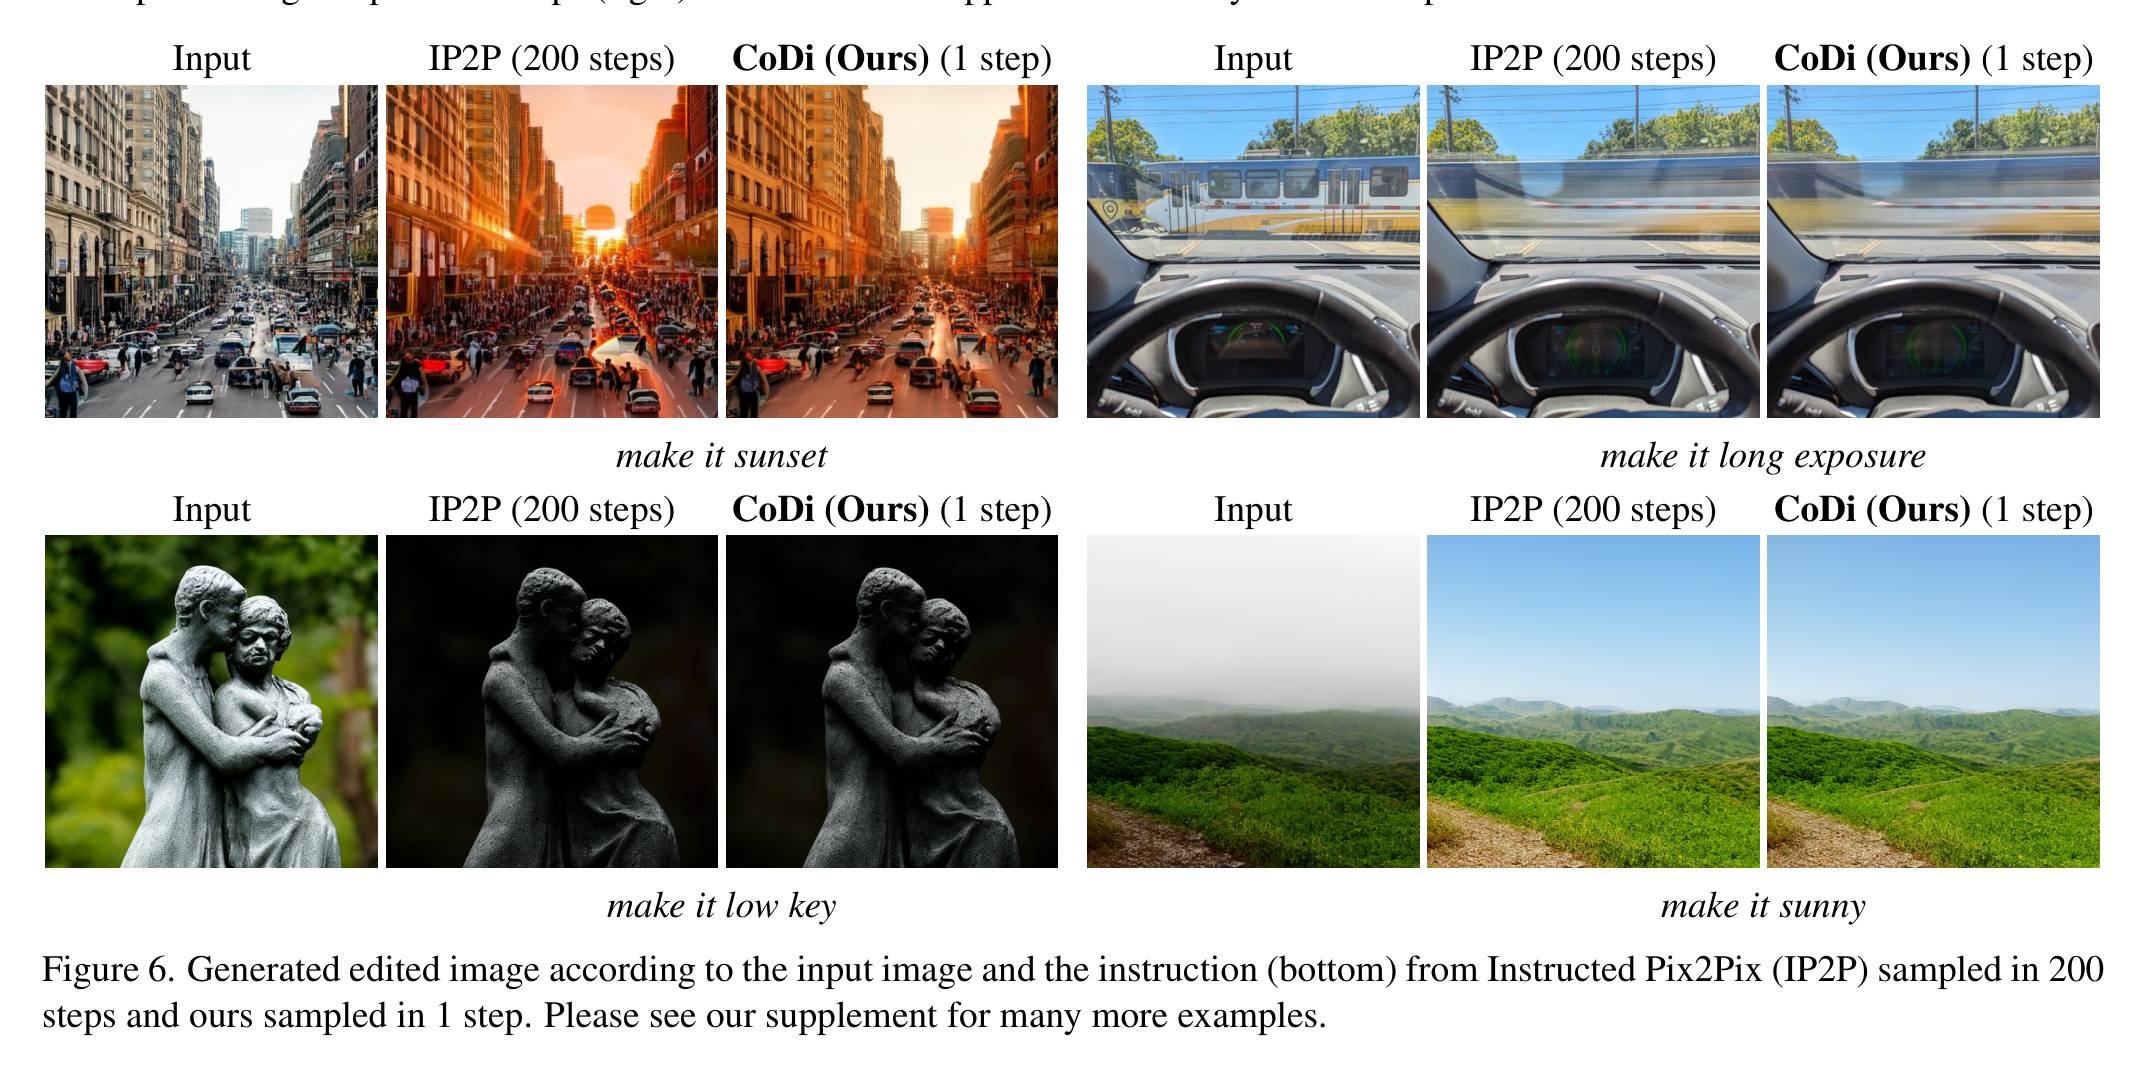 Input IP2P (200 steps) CoDi (Ours) (1 step) Input IP2P (200 steps) CoDi (Ours) (1 step)
make it sunset make it long exposure
Input IP2P (200 steps) CoDi (Ours) (1 step) Input IP2P (200 steps) CoDi (Ours) (1 step)
make it low key make it sunny
Figure 6. Generated edited image according to the input image and the instruction (bottom) from Instructed Pix2Pix (IP2P) sampled in 200
steps and ours sampled in 1 step. Please see our supplement for many more examples.